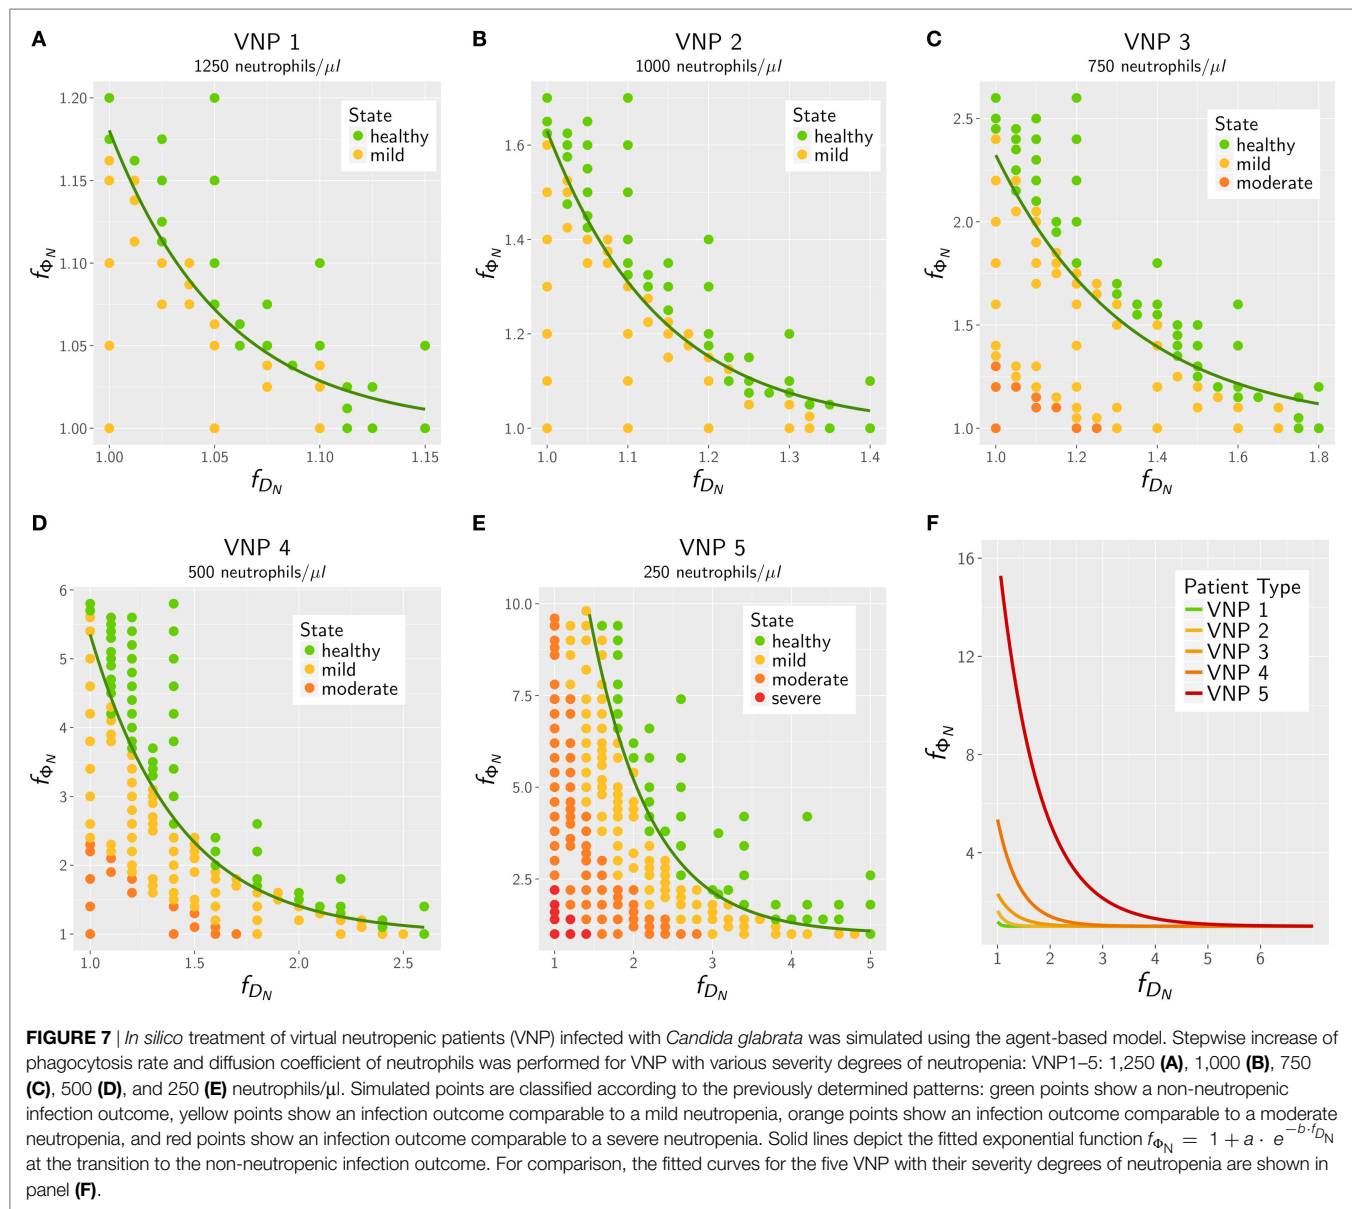 A
VNP 1
1250 neutrophils/μl
1.20
1.15
1.10
1.05
1.00
f_{Φ_N}
State
healthy
mild
1.00 1.05 1.10 1.15
f_{D_N}
B
VNP 2
1000 neutrophils/μl
1.6
1.4
1.2
1.0
f_{Φ_N}
State
healthy
mild
1.0 1.1 1.2 1.3 1.4
f_{D_N}
C
VNP 3
750 neutrophils/μl
2.5
2.0
1.5
1.0
f_{Φ_N}
State
healthy
mild
moderate
1.0 1.2 1.4 1.6 1.8
f_{D_N}
D
VNP 4
500 neutrophils/μl
6
5
4
3
2
1
f_{Φ_N}
State
healthy
mild
moderate
1.0 1.5 2.0 2.5
f_{D_N}
E
VNP 5
250 neutrophils/μl
10.0
7.5
5.0
2.5
f_{Φ_N}
State
healthy
mild
moderate
severe
1 2 3 4 5
f_{D_N}
F
16
12
8
4
f_{Φ_N}
Patient Type
VNP 1
VNP 2
VNP 3
VNP 4
VNP 5
1 2 3 4 5 6
f_{D_N}
FIGURE 7 | In silico treatment of virtual neutropenic patients (VNP) infected with Candida glabrata was simulated using the agent-based model. Stepwise increase of
phagocytosis rate and diffusion coefficient of neutrophils was performed for VNP with various severity degrees of neutropenia: VNP1–5: 1,250 (A), 1,000 (B), 750
(C), 500 (D), and 250 (E) neutrophils/μl. Simulated points are classified according to the previously determined patterns: green points show a non-neutropenic
infection outcome, yellow points show an infection outcome comparable to a mild neutropenia, orange points show an infection outcome comparable to a moderate
neutropenia, and red points show an infection outcome comparable to a severe neutropenia. Solid lines depict the fitted exponential function f_{Φ_N} = 1 + a · e^{−b·f_{D_N}}
at the transition to the non-neutropenic infection outcome. For comparison, the fitted curves for the five VNP with their severity degrees of neutropenia are shown in
panel (F).